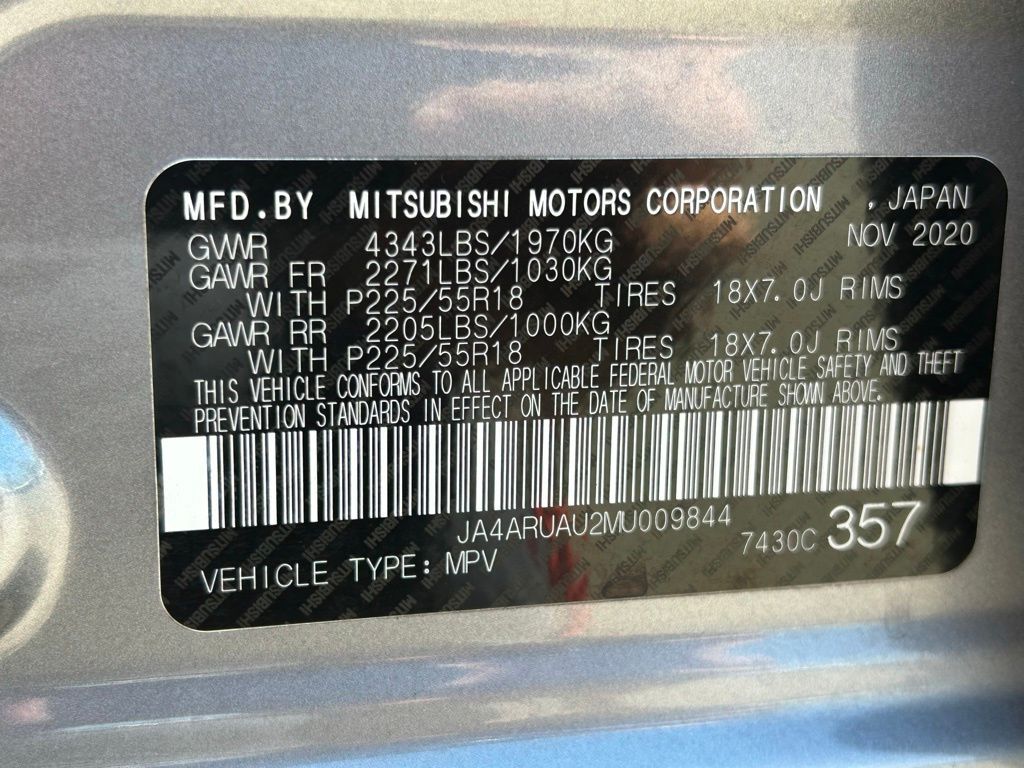 MFD.BY MITSUBISHI MOTORS CORPORATION , JAPAN
NOV 2020
GVWR 4343LBS/1970KG
GAWR FR 2271LBS/1030KG
WITH P225/55R18 TIRES 18X7.0J RIMS
GAWR RR 2205LBS/1000KG
WITH P225/55R18 TIRES 18X7.0J RIMS
THIS VEHICLE CONFORMS TO ALL APPLICABLE FEDERAL MOTOR VEHICLE SAFETY AND THEFT
PREVENTION STANDARDS IN EFFECT ON THE DATE OF MANUFACTURE SHOWN ABOVE.
JA4ARUAU2MU009844
7430C 357
VEHICLE TYPE: MPV